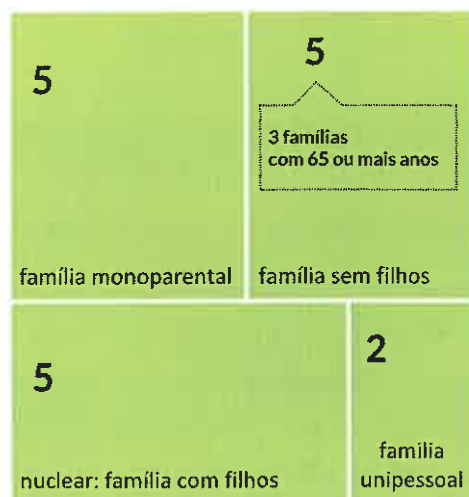 5
família monoparental
5
3 famílias
com 65 ou mais anos
família sem filhos
5
nuclear: família com filhos
2
família
unipessoal